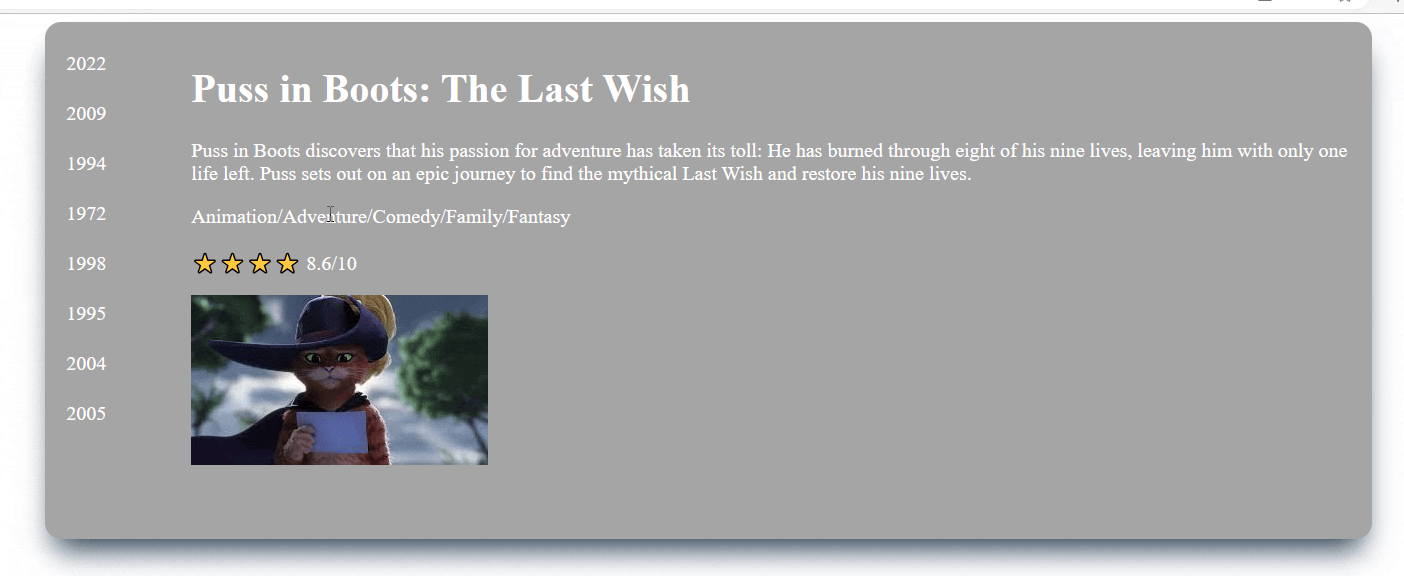 2022
2009
1994
1972
1998
1995
2004
2005
Puss in Boots: The Last Wish
Puss in Boots discovers that his passion for adventure has taken its toll: He has burned through eight of his nine lives, leaving him with only one
life left. Puss sets out on an epic journey to find the mythical Last Wish and restore his nine lives.
Animation/Adventure/Comedy/Family/Fantasy
8.6/10